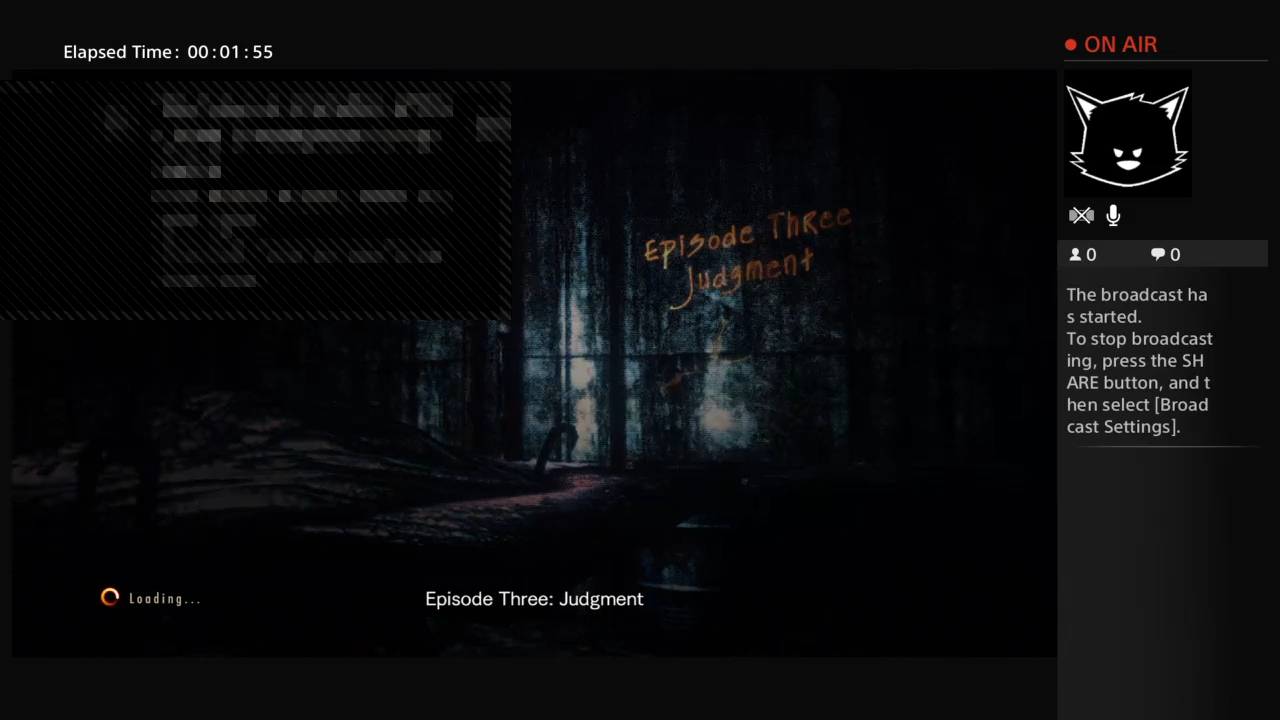 Elapsed Time: 00:01:55
ON AIR
0 0
The broadcast ha
s started.
To stop broadcast
ing, press the SH
ARE button, and t
hen select [Broad
cast Settings].
Episode Three
Judgment
Loading...
Episode Three: Judgment